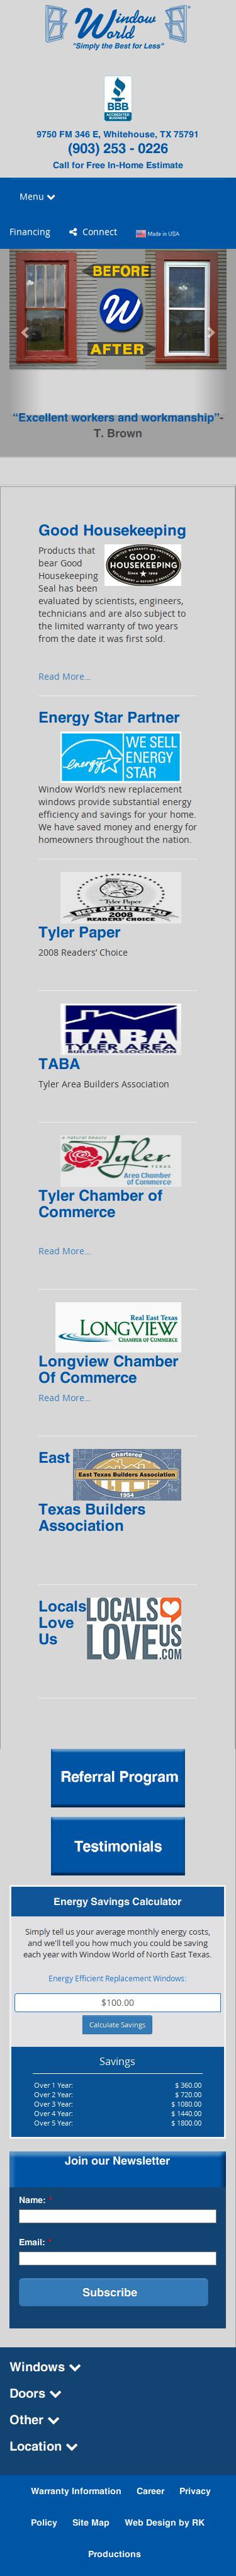 Window World
"Simply the Best for Less"
BBB
ACCREDITED BUSINESS
9750 FM 346 E, Whitehouse, TX 75791
(903) 253 - 0226
Call for Free In-Home Estimate
Menu
Financing
Connect
Made in USA
BEFORE
W
AFTER
“Excellent workers and workmanship”-
T. Brown
Good Housekeeping
Products that
bear Good
Housekeeping
Seal has been
evaluated by scientists, engineers,
technicians and are also subject to
the limited warranty of two years
from the date it was first sold.
GOOD
HOUSEKEEPING
Since 1909
Read More...
Energy Star Partner
energy
WE SELL
ENERGY
STAR
Window World’s new replacement
windows provide substantial energy
efficiency and savings for your home.
We have saved money and energy for
homeowners throughout the nation.
Tyler Paper
BEST OF EAST TEXAS
2008
READERS' CHOICE
Tyler Paper
2008 Readers’ Choice
TABA
TYLER AREA
BUILDERS ASSOCIATION
TABA
Tyler Area Builders Association
a natural beauty
Tyler
TEXAS
Area Chamber
of Commerce
Tyler Chamber of
Commerce
Read More...
Real East Texas
LONGVIEW
CHAMBER OF COMMERCE
Longview Chamber
Of Commerce
Read More...
East
Chartered
East Texas Builders Association
1954
Texas Builders
Association
Locals
Love
Us
LOCALS
LOVEUS
.COM
Referral Program
Testimonials
Energy Savings Calculator
Simply tell us your average monthly energy costs,
and we'll tell you how much you could be saving
each year with Window World of North East Texas.
Energy Efficient Replacement Windows:
$100.00
Calculate Savings
Savings
Over 1 Year: $ 360.00
Over 2 Year: $ 720.00
Over 3 Year: $ 1080.00
Over 4 Year: $ 1440.00
Over 5 Year: $ 1800.00
Join our Newsletter
Name: *
Email: *
Subscribe
Windows
Doors
Other
Location
Warranty Information Career Privacy
Policy Site Map Web Design by RK
Productions